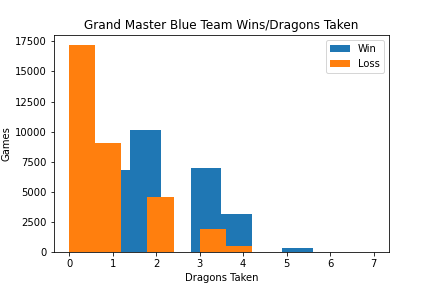 Grand Master Blue Team Wins/Dragons Taken
Win
Loss
17500
15000
12500
10000
7500
5000
2500
0
Games
0 1 2 3 4 5 6 7
Dragons Taken